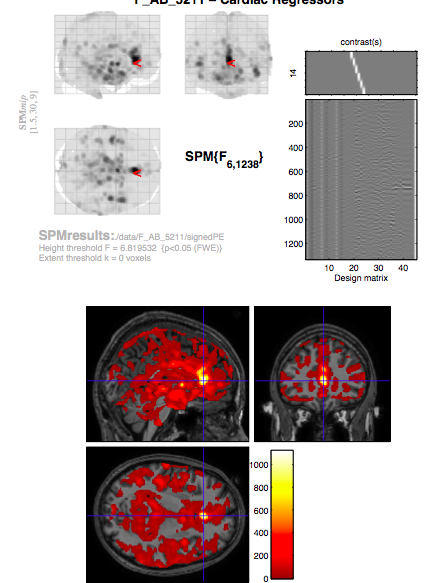 F_AB_5211 – Cardiac Regressors
SPMmip
[1.5, 30, 9]
contrast(s)
14
SPM{F6,1238}
200
400
600
800
1000
1200
10 20 30 40
Design matrix
SPMresults: ./data/F_AB_5211/signedPE
Height threshold F = 6.819532 {p<0.05 (FWE)}
Extent threshold k = 0 voxels
1000
800
600
400
200
0